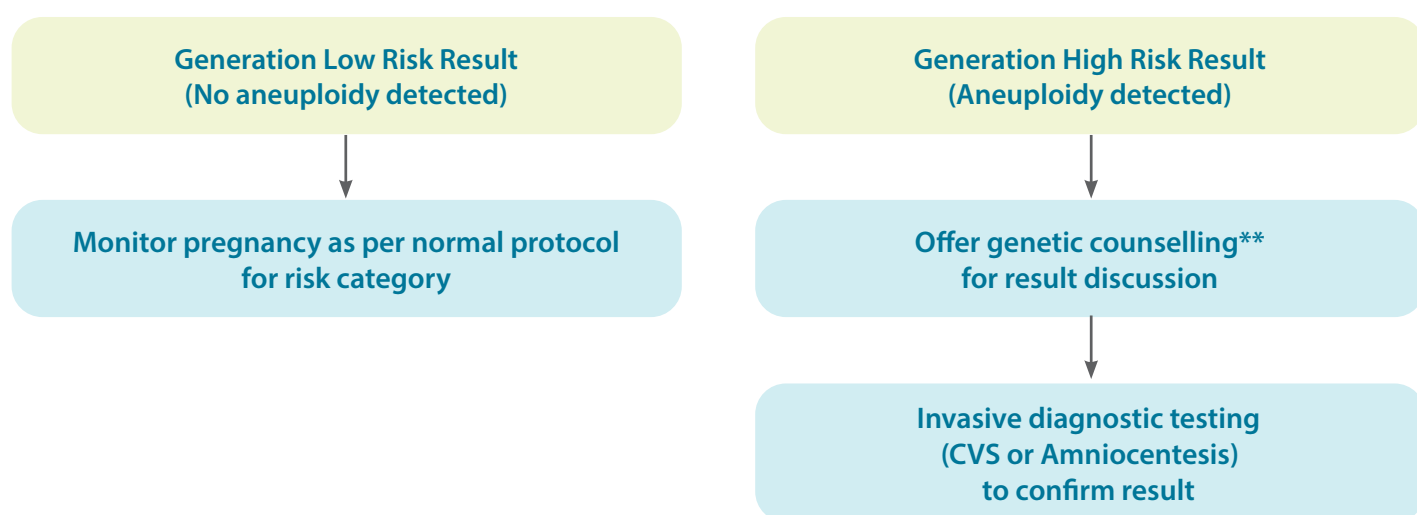 Generation Low Risk Result
(No aneuploidy detected)
Monitor pregnancy as per normal protocol
for risk category
Generation High Risk Result
(Aneuploidy detected)
Offer genetic counselling**
for result discussion
Invasive diagnostic testing
(CVS or Amniocentesis)
to confirm result